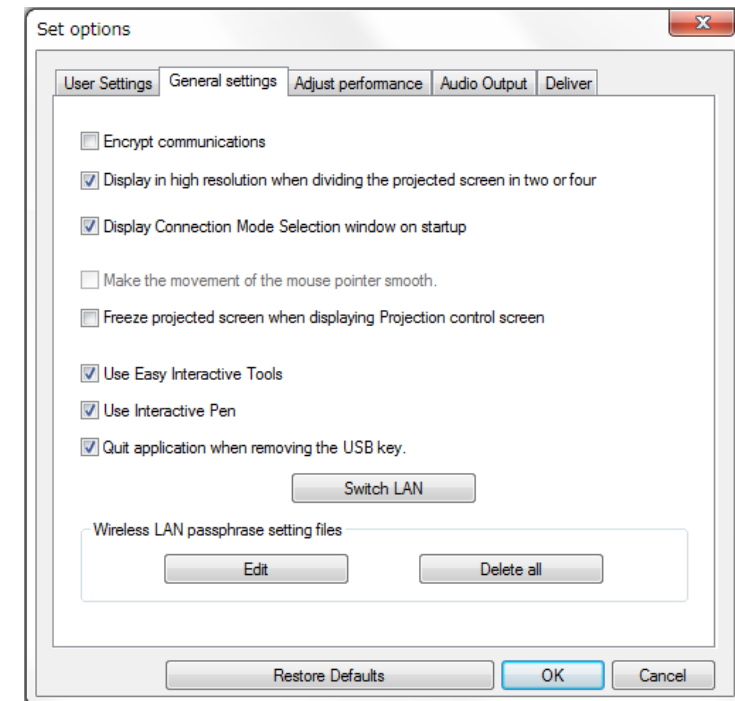 Set options
User Settings General settings Adjust performance Audio Output Deliver
Encrypt communications
Display in high resolution when dividing the projected screen in two or four
Display Connection Mode Selection window on startup
Make the movement of the mouse pointer smooth.
Freeze projected screen when displaying Projection control screen
Use Easy Interactive Tools
Use Interactive Pen
Quit application when removing the USB key.
Switch LAN
Wireless LAN passphrase setting files
Edit Delete all
Restore Defaults OK Cancel